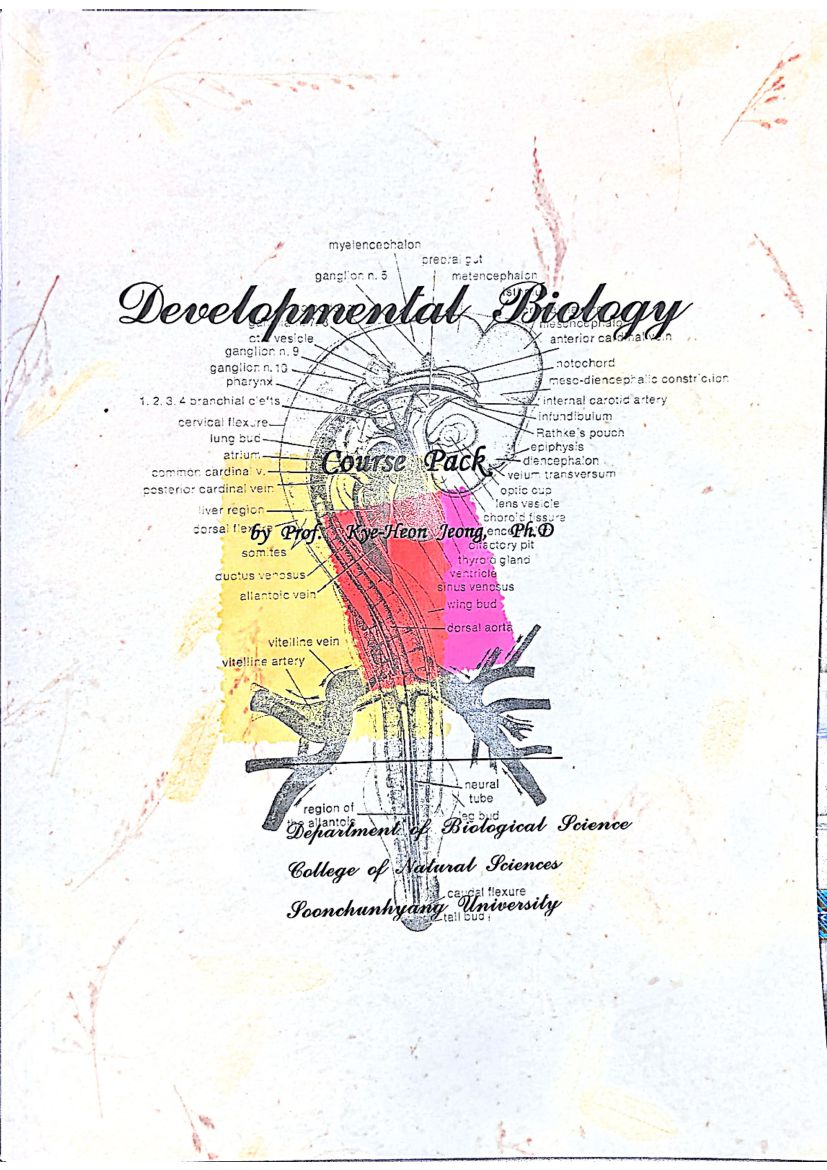 myelencephalon
preoral gut
ganglion n. 5
metencephalon
Developmental Biology
mesencephalon
vesicle
anterior cardinal vein
ganglion n. 9
notochord
ganglion n. 10
meso-diencephalic constriction
pharynx
1. 2. 3. 4 branchial clefts
internal carotid artery
infundibulum
cervical flexure
Rathke's pouch
lung bud
epiphysis
atrium
diencephalon
Course Pack
common cardinal v.
velum transversum
posterior cardinal vein
optic cup
lens vesicle
liver region
choroid fissure
dorsal flexure
by Prof. Kye-Heon Jeong, Ph.D
olfactory pit
somites
thyroid gland
ductus venosus
ventricle
sinus venosus
allantoic vein
wing bud
dorsal aorta
vitelline vein
vitelline artery
neural
tube
region of
the allantois
leg bud
Department of Biological Science
College of Natural Sciences
caudal flexure
Soonchunhyang University
tail bud